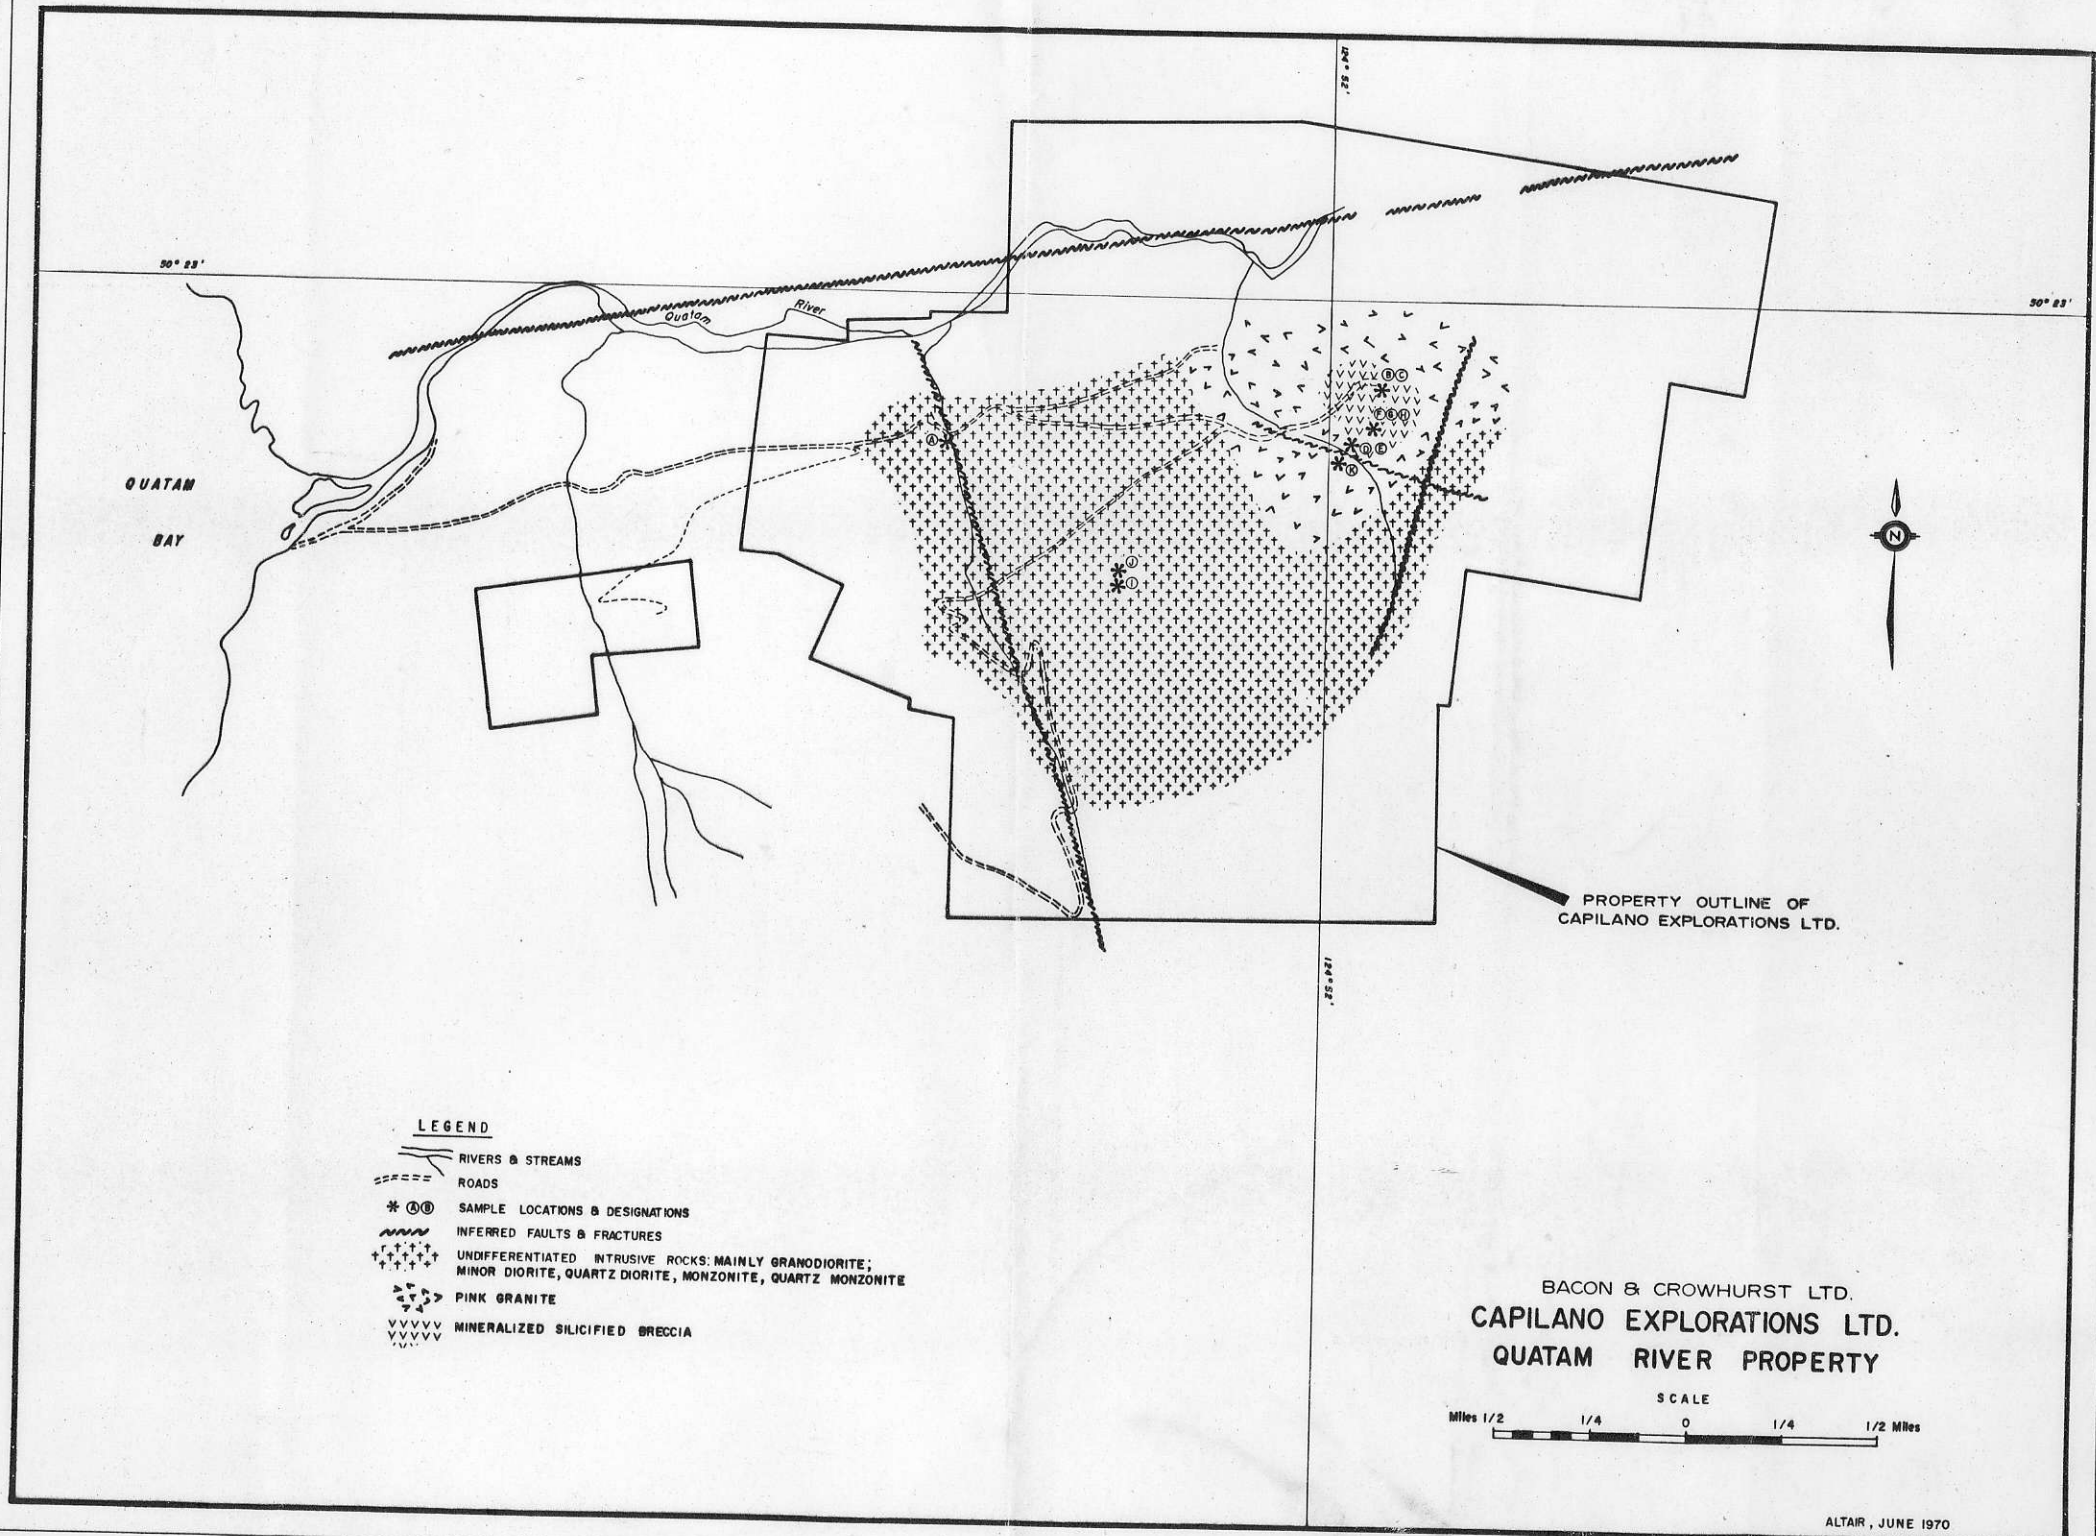 124° 52'
50° 23'
50° 23'
Quatam River
B C
F G H
A
D E
K
QUATAM
BAY
J
I
N
PROPERTY OUTLINE OF
CAPILANO EXPLORATIONS LTD.
124° 52'
LEGEND
RIVERS & STREAMS
ROADS
A B SAMPLE LOCATIONS & DESIGNATIONS
INFERRED FAULTS & FRACTURES
UNDIFFERENTIATED INTRUSIVE ROCKS: MAINLY GRANODIORITE;
MINOR DIORITE, QUARTZ DIORITE, MONZONITE, QUARTZ MONZONITE
PINK GRANITE
MINERALIZED SILICIFIED BRECCIA
BACON & CROWHURST LTD.
CAPILANO EXPLORATIONS LTD.
QUATAM RIVER PROPERTY
SCALE
Miles 1/2 1/4 0 1/4 1/2 Miles
ALTAIR, JUNE 1970